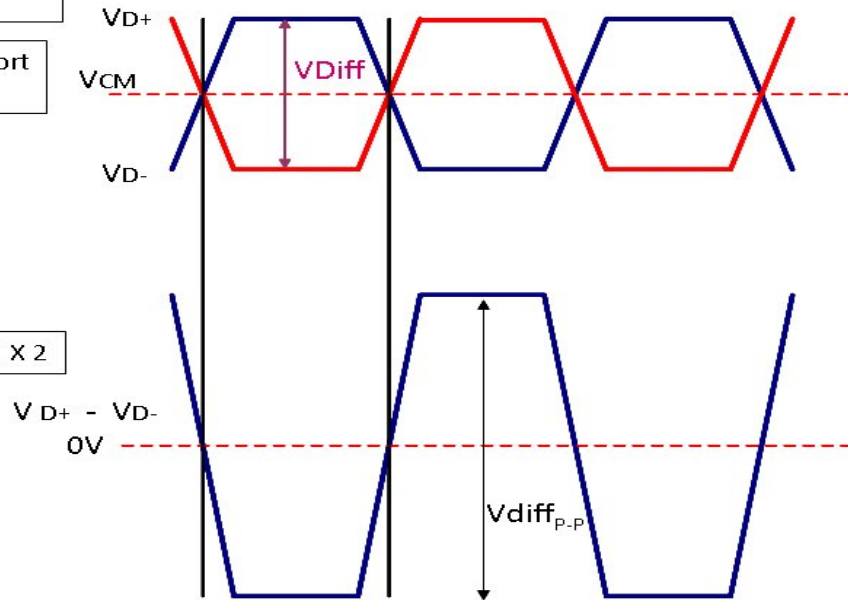 VD+
ort
VDiff
VCM
VD-
X 2
V D+ - VD-
0V
VdiffP-P